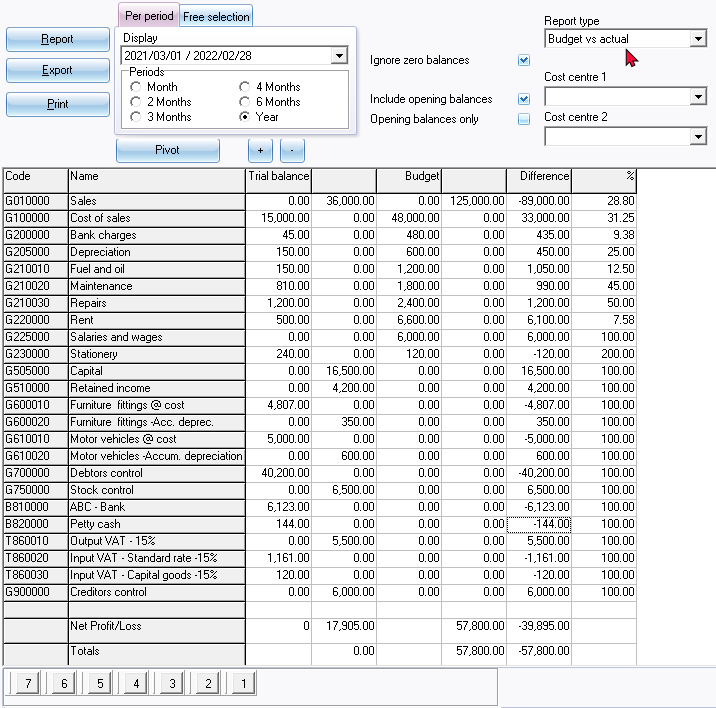 Per period Free selection
Report
Export
Print
Display
2021/03/01 / 2022/02/28
Periods
Month 4 Months
2 Months 6 Months
3 Months Year
Pivot + -
Ignore zero balances
Include opening balances
Opening balances only
Report type
Budget vs actual
Cost centre 1
Cost centre 2
Code Name Trial balance Budget Difference %
G010000 Sales 0.00 36,000.00 0.00 125,000.00 -89,000.00 28.80
G100000 Cost of sales 15,000.00 0.00 48,000.00 0.00 33,000.00 31.25
G200000 Bank charges 45.00 0.00 480.00 0.00 435.00 9.38
G205000 Depreciation 150.00 0.00 600.00 0.00 450.00 25.00
G210010 Fuel and oil 150.00 0.00 1,200.00 0.00 1,050.00 12.50
G210020 Maintenance 810.00 0.00 1,800.00 0.00 990.00 45.00
G210030 Repairs 1,200.00 0.00 2,400.00 0.00 1,200.00 50.00
G220000 Rent 500.00 0.00 6,600.00 0.00 6,100.00 7.58
G225000 Salaries and wages 0.00 0.00 6,000.00 0.00 6,000.00 100.00
G230000 Stationery 240.00 0.00 120.00 0.00 -120.00 200.00
G505000 Capital 0.00 16,500.00 0.00 0.00 16,500.00 100.00
G510000 Retained income 0.00 4,200.00 0.00 0.00 4,200.00 100.00
G600010 Furniture fittings @ cost 4,807.00 0.00 0.00 0.00 -4,807.00 100.00
G600020 Furniture fittings -Acc. deprec. 0.00 350.00 0.00 0.00 350.00 100.00
G610010 Motor vehicles @ cost 5,000.00 0.00 0.00 0.00 -5,000.00 100.00
G610020 Motor vehicles -Accum. depreciation 0.00 600.00 0.00 0.00 600.00 100.00
G700000 Debtors control 40,200.00 0.00 0.00 0.00 -40,200.00 100.00
G750000 Stock control 0.00 6,500.00 0.00 0.00 6,500.00 100.00
B810000 ABC - Bank 6,123.00 0.00 0.00 0.00 -6,123.00 100.00
B820000 Petty cash 144.00 0.00 0.00 0.00 -144.00 100.00
T860010 Output VAT - 15% 0.00 5,500.00 0.00 0.00 5,500.00 100.00
T860020 Input VAT - Standard rate -15% 1,161.00 0.00 0.00 0.00 -1,161.00 100.00
T860030 Input VAT - Capital goods -15% 120.00 0.00 0.00 0.00 -120.00 100.00
G900000 Creditors control 0.00 6,000.00 0.00 0.00 6,000.00 100.00
Net Profit/Loss 0 17,905.00 57,800.00 -39,895.00
Totals 0.00 57,800.00 -57,800.00
7 6 5 4 3 2 1